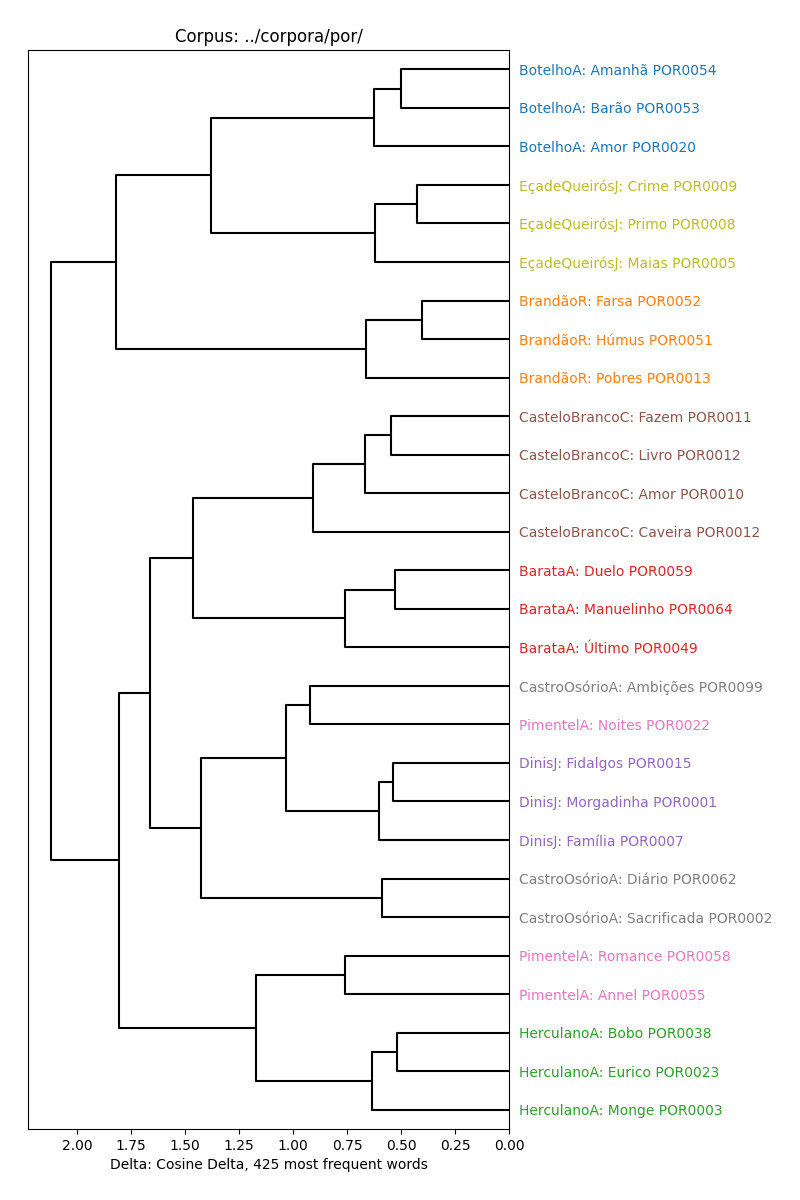 Corpus: ../corpora/por/
BotelhoA: Amanhã POR0054
BotelhoA: Barão POR0053
BotelhoA: Amor POR0020
EçadeQueirósJ: Crime POR0009
EçadeQueirósJ: Primo POR0008
EçadeQueirósJ: Maias POR0005
BrandãoR: Farsa POR0052
BrandãoR: Húmus POR0051
BrandãoR: Pobres POR0013
CasteloBrancoC: Fazem POR0011
CasteloBrancoC: Livro POR0012
CasteloBrancoC: Amor POR0010
CasteloBrancoC: Caveira POR0012
BarataA: Duelo POR0059
BarataA: Manuelinho POR0064
BarataA: Último POR0049
CastroOsórioA: Ambições POR0099
PimentelA: Noites POR0022
DinisJ: Fidalgos POR0015
DinisJ: Morgadinha POR0001
DinisJ: Família POR0007
CastroOsórioA: Diário POR0062
CastroOsórioA: Sacrificada POR0002
PimentelA: Romance POR0058
PimentelA: Annel POR0055
HerculanoA: Bobo POR0038
HerculanoA: Eurico POR0023
HerculanoA: Monge POR0003
2.00 1.75 1.50 1.25 1.00 0.75 0.50 0.25 0.00
Delta: Cosine Delta, 425 most frequent words